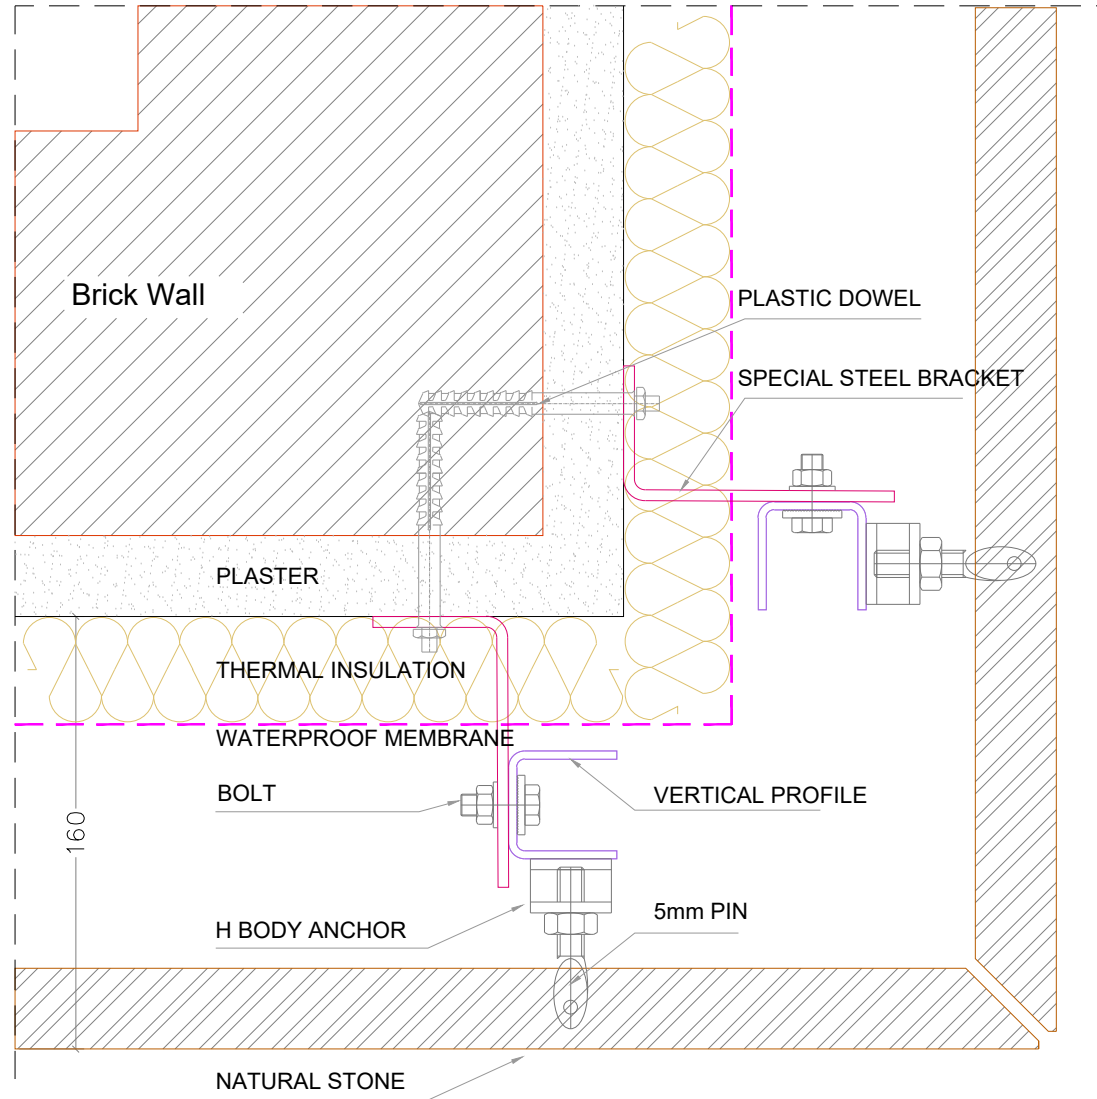 Brick Wall
PLASTIC DOWEL
SPECIAL STEEL BRACKET
PLASTER
THERMAL INSULATION
WATERPROOF MEMBRANE
BOLT
VERTICAL PROFILE
160
5mm PIN
H BODY ANCHOR
NATURAL STONE